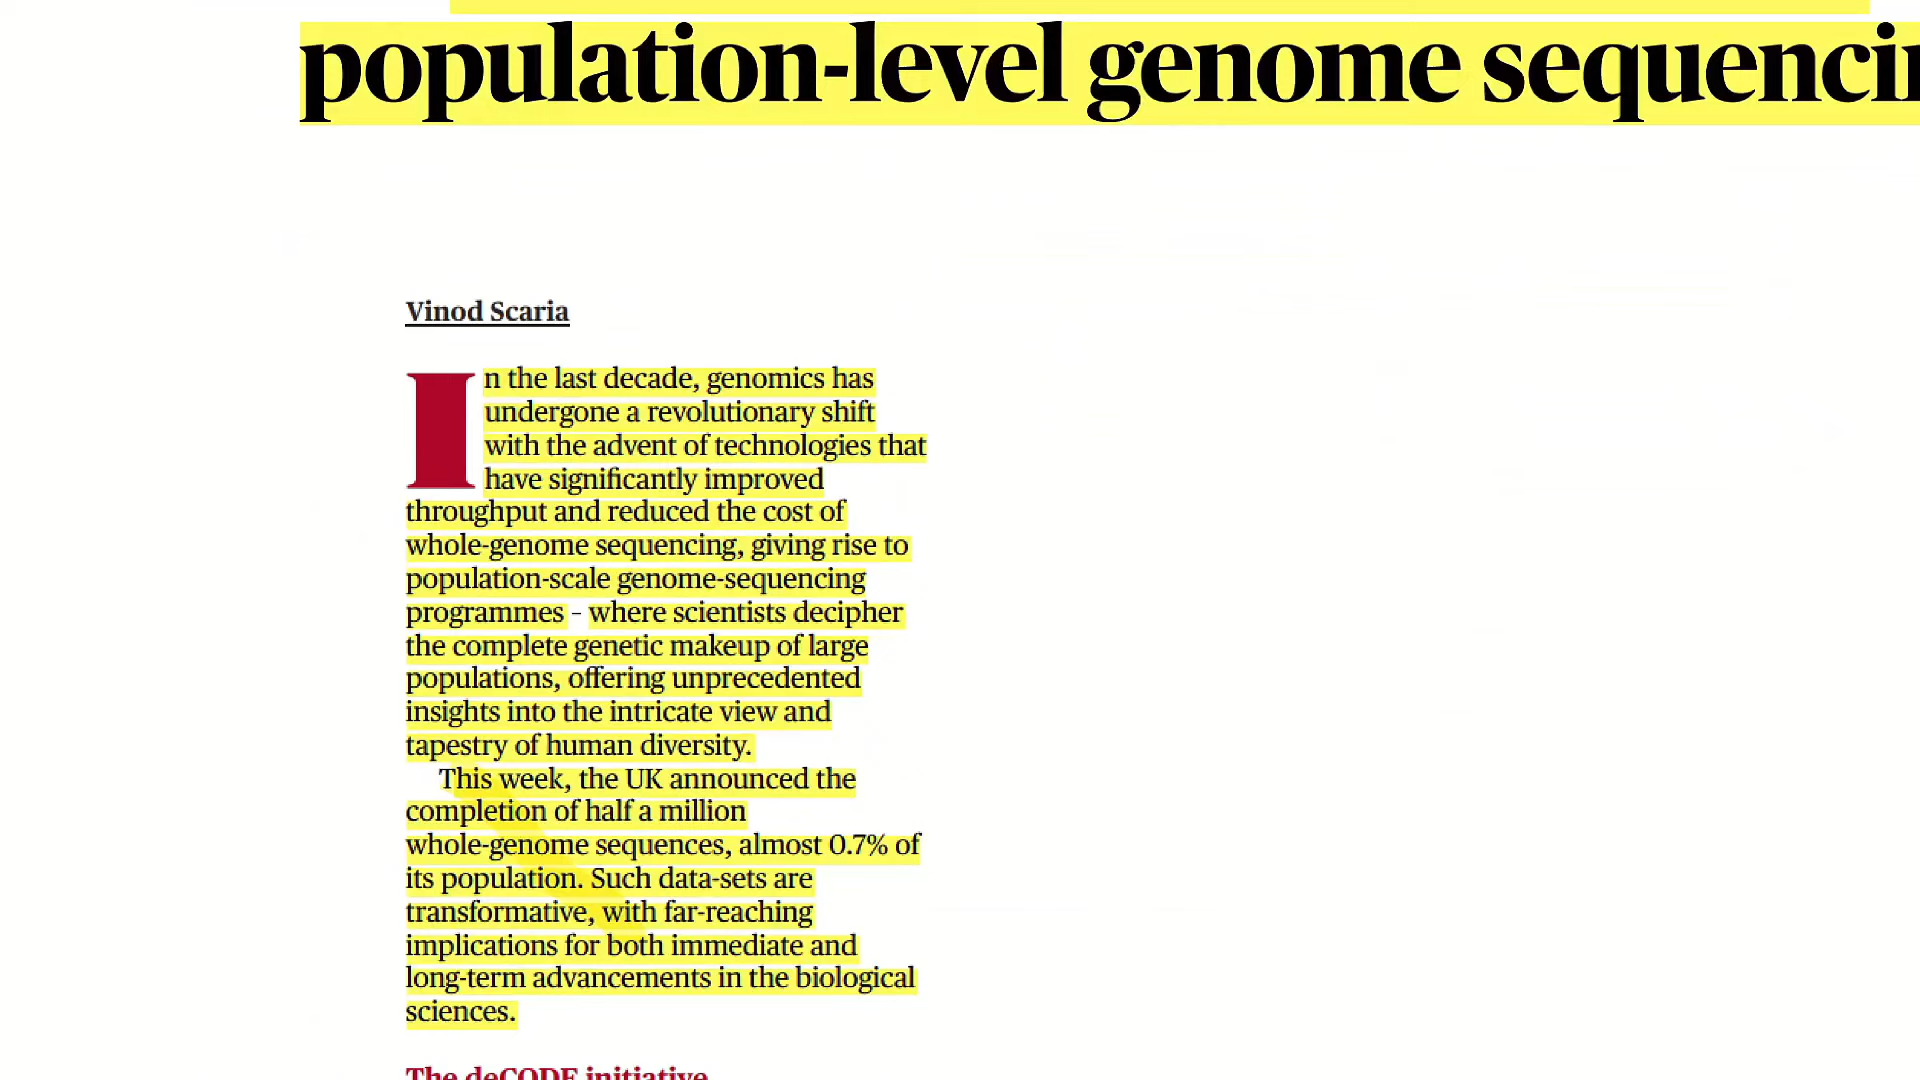 population-level genome
Vinod Scaria
In the last decade, genomics has
undergone a revolutionary shift
with the advent of technologies that
have significantly improved
throughput and reduced the cost of
whole-genome sequencing, giving rise to
population-scale genome-sequencing
programmes – where scientists decipher
the complete genetic makeup of large
populations, offering unprecedented
insights into the intricate view and
tapestry of human diversity.
This week, the UK announced the
completion of half a million
whole-genome sequences, almost 0.7% of
its population. Such data-sets are
transformative, with far-reaching
implications for both immediate and
long-term advancements in the biological
sciences.
The deCODE initiative